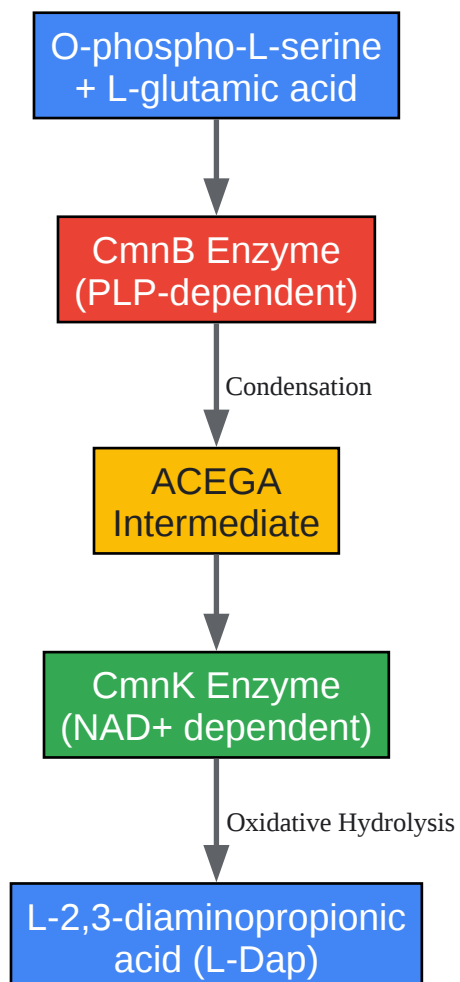 O-phospho-L-serine
+ L-glutamic acid
CmnB Enzyme
(PLP-dependent)
Condensation
ACEGA
Intermediate
CmnK Enzyme
(NAD+ dependent)
Oxidative Hydrolysis
L-2,3-diaminopropionic
acid (L-Dap)